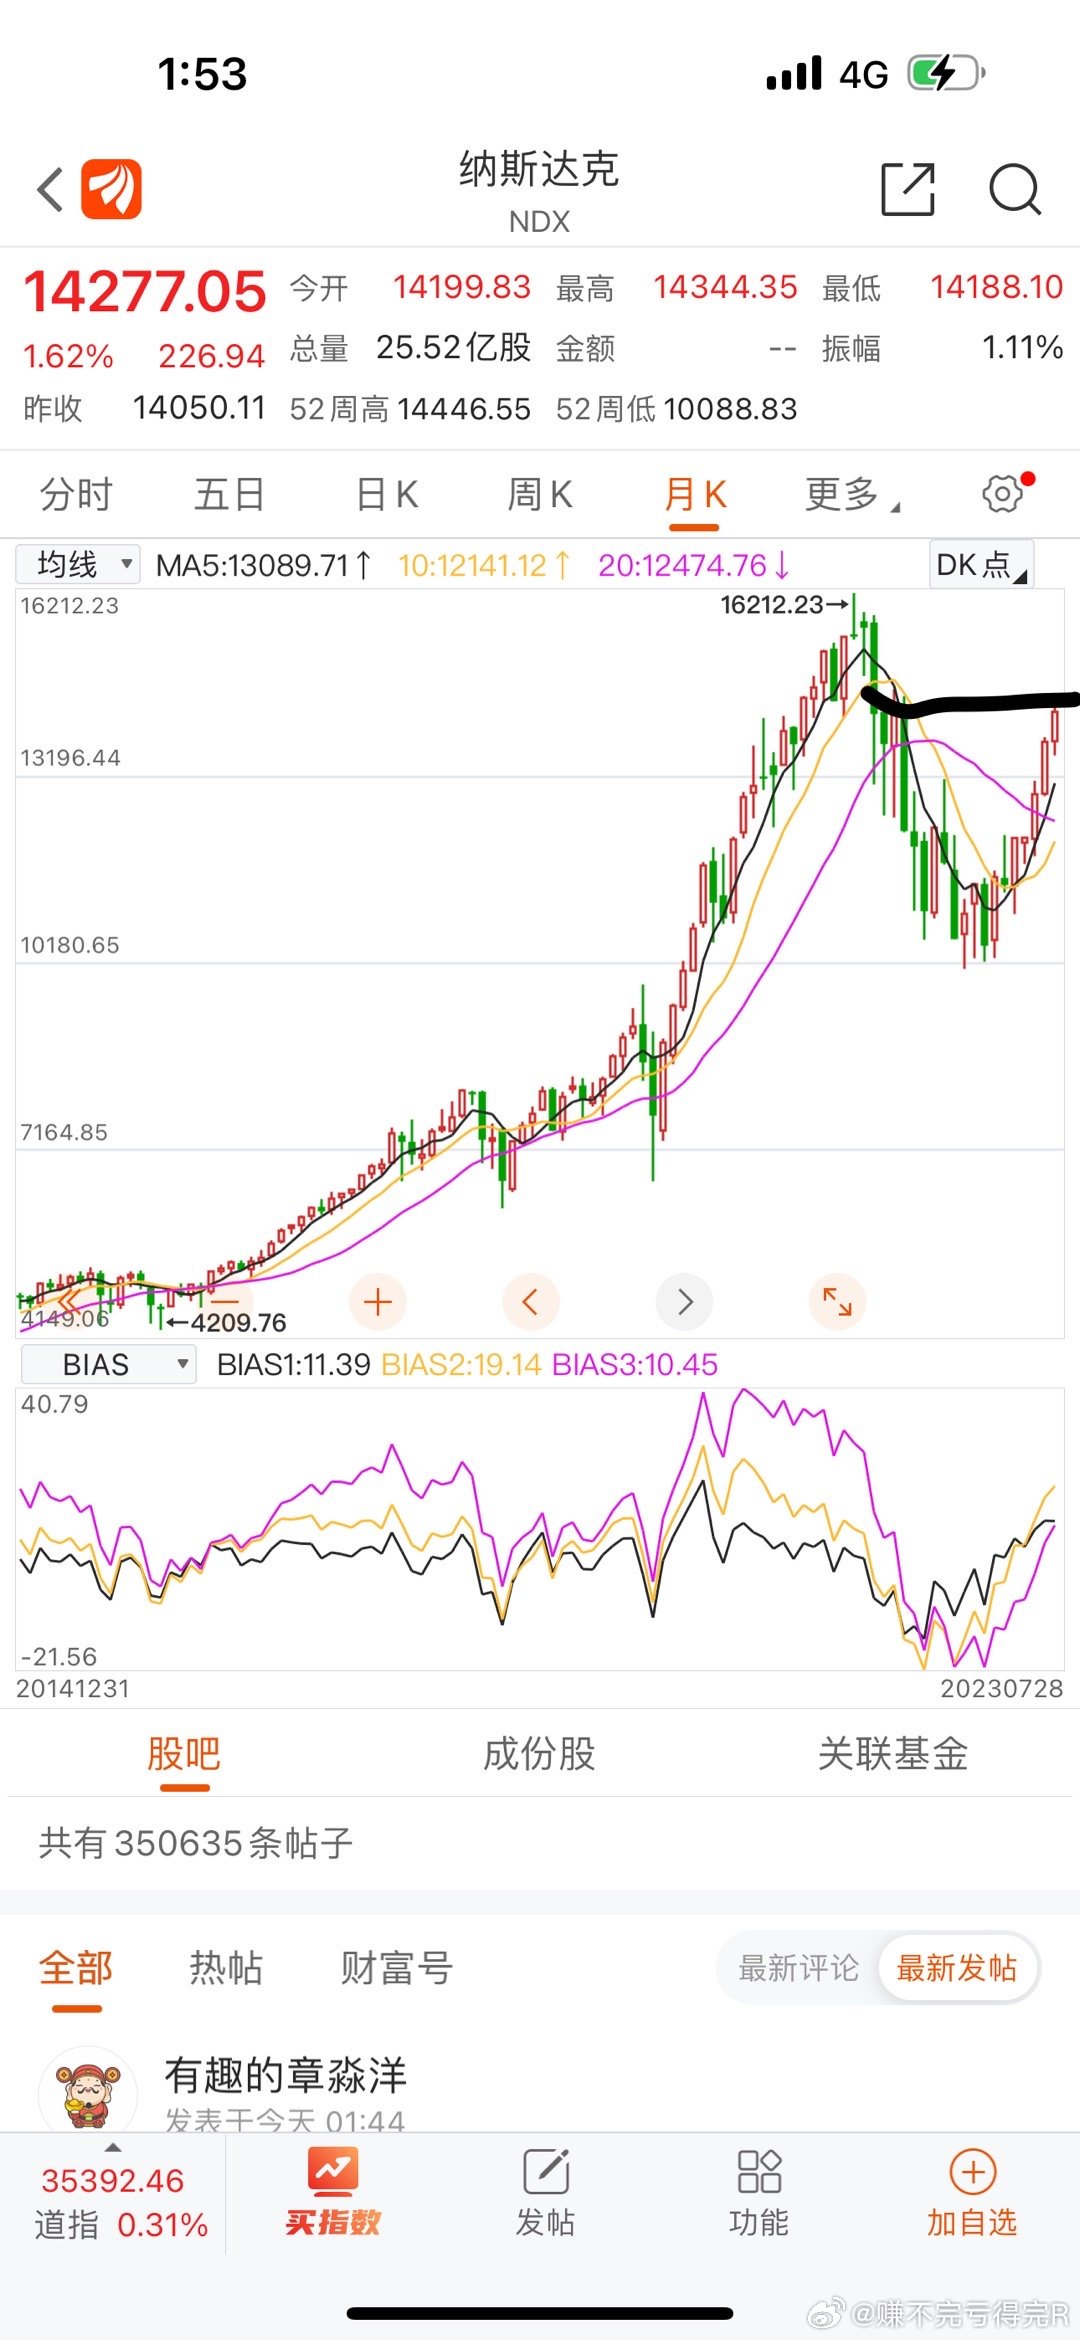 1:53
4G
纳斯达克
NDX
14277.05 今开 14199.83 最高 14344.35 最低 14188.10
1.62% 226.94 总量 25.52亿股 金额 -- 振幅 1.11%
昨收 14050.11 52周高 14446.55 52周低 10088.83
分时 五日 日K 周K 月K 更多
均线 MA5:13089.71↑ 10:12141.12↑ 20:12474.76↓ DK点
16212.23
16212.23→
13196.44
10180.65
7164.85
4149.06
←4209.76
BIAS BIAS1:11.39 BIAS2:19.14 BIAS3:10.45
40.79
-21.56
20141231 20230728
股吧 成份股 关联基金
共有350635条帖子
全部 热帖 财富号 最新评论 最新发帖
有趣的章淼洋
发表于今天 01:44
35392.46
道指 0.31%
买指数 发帖 功能 加自选
@赚不完亏得完R